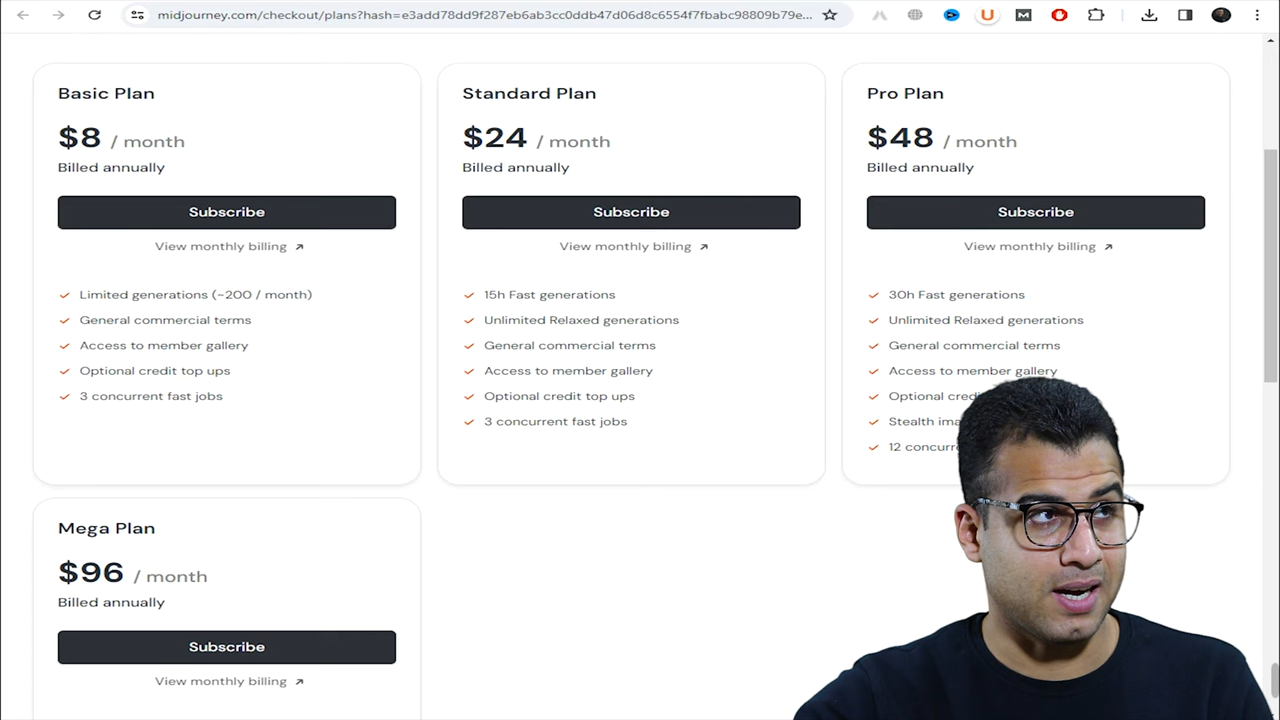 midjourney.com/checkout/plans?hash=e3add78dd9f287eb6ab3cc0ddb47d06d8c6554f7fbabc98809b79e...
Basic Plan
$8 / month
Billed annually
Subscribe
View monthly billing
Limited generations (~200 / month)
General commercial terms
Access to member gallery
Optional credit top ups
3 concurrent fast jobs
Standard Plan
$24 / month
Billed annually
Subscribe
View monthly billing
15h Fast generations
Unlimited Relaxed generations
General commercial terms
Access to member gallery
Optional credit top ups
3 concurrent fast jobs
Pro Plan
$48 / month
Billed annually
Subscribe
View monthly billing
30h Fast generations
Unlimited Relaxed generations
General commercial terms
Access to member gallery
Optional
Stealth
12
Mega Plan
$96 / month
Billed annually
Subscribe
View monthly billing